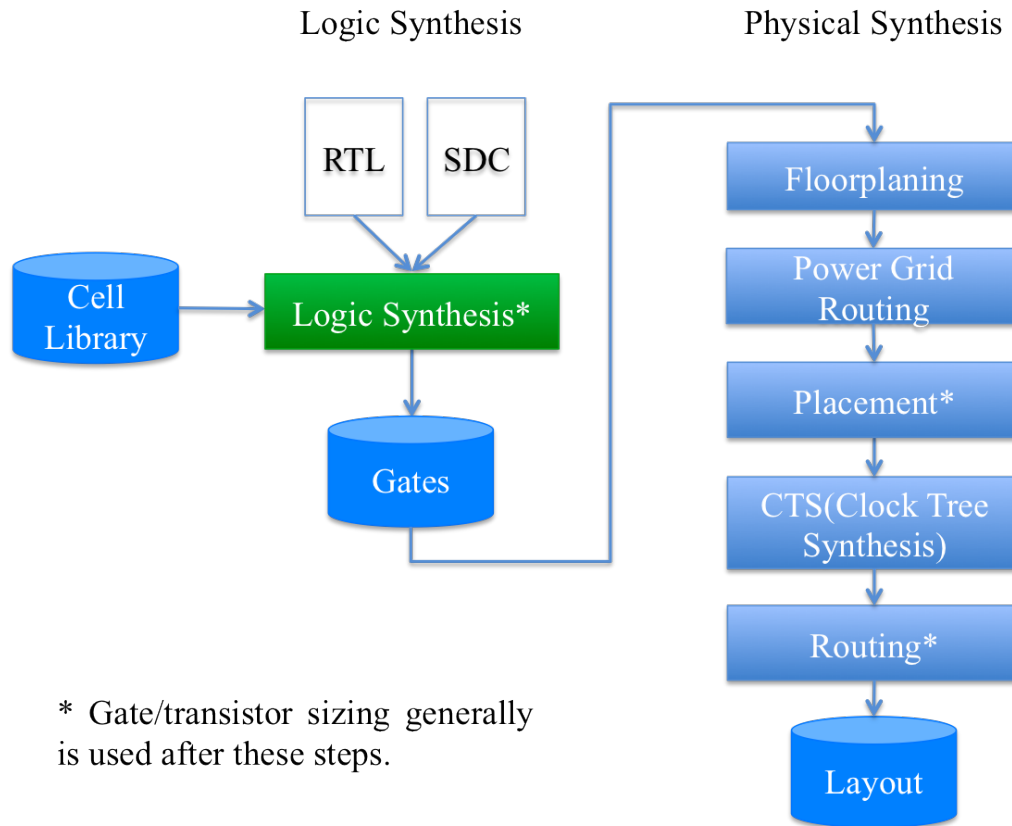 Logic Synthesis
Physical Synthesis
RTL
SDC
Cell
Library
Logic Synthesis*
Gates
Floorplaning
Power Grid
Routing
Placement*
CTS(Clock Tree
Synthesis)
Routing*
Layout
* Gate/transistor sizing generally
is used after these steps.